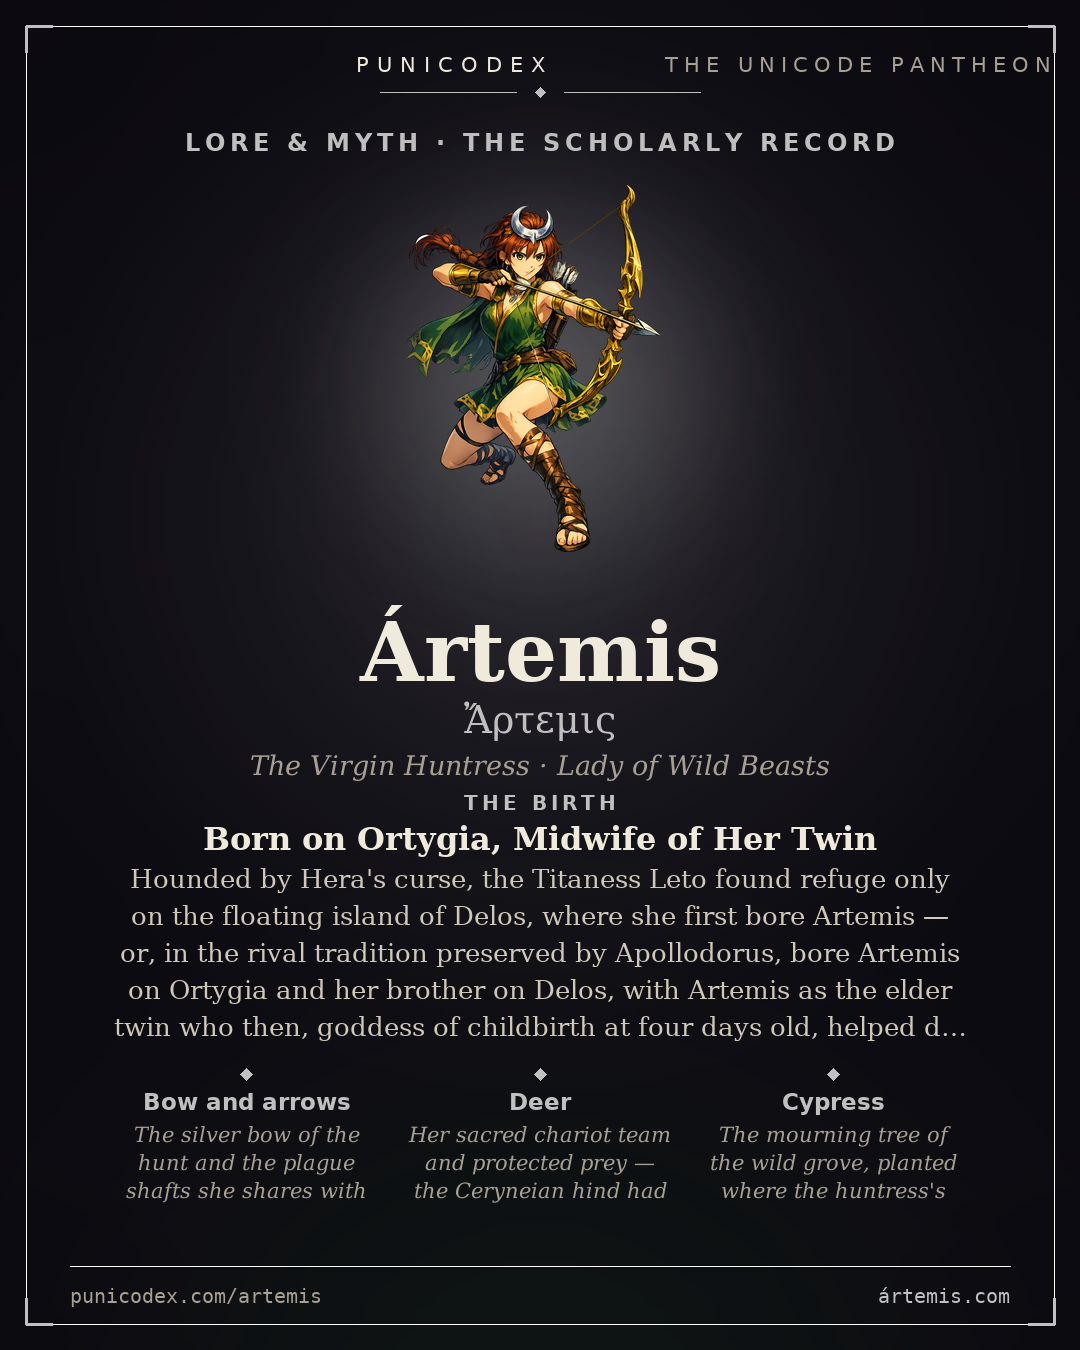 PUNICODEX THE UNICODE PANTHEON
LORE & MYTH · THE SCHOLARLY RECORD
Ártemis
Ἄρτεμις
The Virgin Huntress · Lady of Wild Beasts
THE BIRTH
Born on Ortygia, Midwife of Her Twin
Hounded by Hera's curse, the Titaness Leto found refuge only
on the floating island of Delos, where she first bore Artemis —
or, in the rival tradition preserved by Apollodorus, bore Artemis
on Ortygia and her brother on Delos, with Artemis as the elder
twin who then, goddess of childbirth at four days old, helped d…
Bow and arrows
The silver bow of the
hunt and the plague
shafts she shares with
Deer
Her sacred chariot team
and protected prey —
the Ceryneian hind had
Cypress
The mourning tree of
the wild grove, planted
where the huntress's
punicodex.com/artemis
ártemis.com